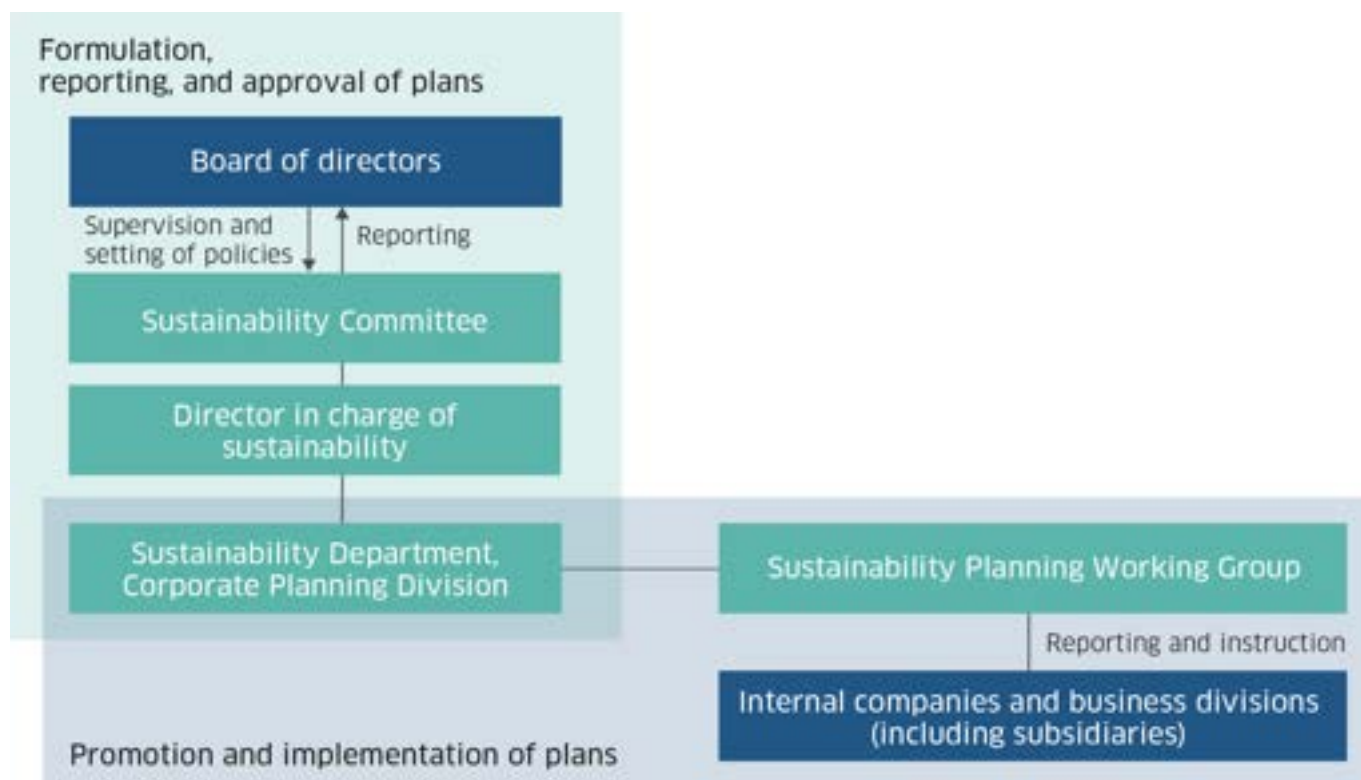 Formulation,
reporting, and approval of plans
Board of directors
Supervision and
setting of policies
Reporting
Sustainability Committee
Director in charge of
sustainability
Sustainability Department,
Corporate Planning Division
Sustainability Planning Working Group
Reporting and instruction
Internal companies and business divisions
(including subsidiaries)
Promotion and implementation of plans